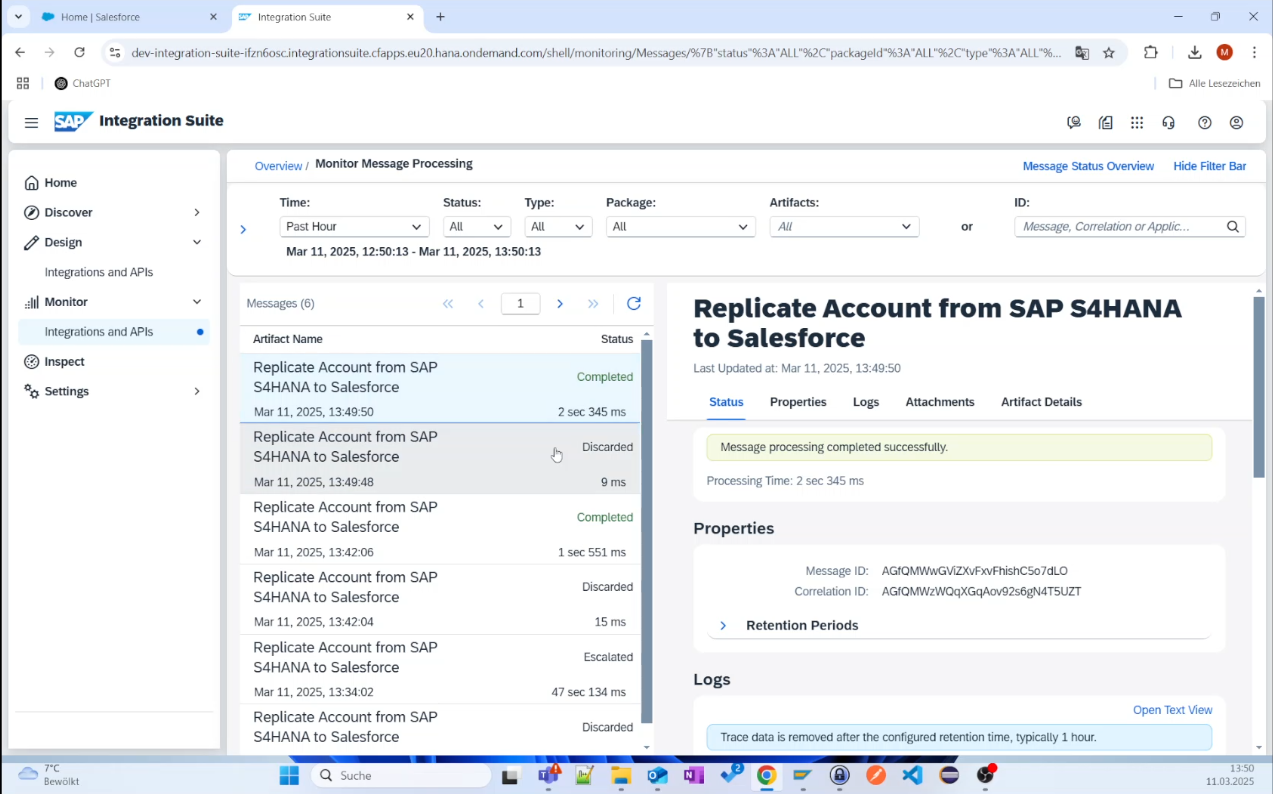 Home | Salesforce
Integration Suite
dev-integration-suite-ifzn6osc.integrationsuite.cfapps.eu20.hana.ondemand.com/shell/monitoring/Messages/%7B"status"%3A"ALL"%2C"packageId"%3A"ALL"%2C"type"%3A"ALL"%...
M
ChatGPT
Alle Lesezeichen
SAP Integration Suite
Home
Discover
Design
Integrations and APIs
Monitor
Integrations and APIs
Inspect
Settings
Overview / Monitor Message Processing
Message Status Overview
Hide Filter Bar
Time:
Status:
Type:
Package:
Artifacts:
ID:
Past Hour
All
All
All
All
or
Message, Correlation or Applic...
Mar 11, 2025, 12:50:13 - Mar 11, 2025, 13:50:13
Messages (6)
1
Artifact Name
Status
Replicate Account from SAP
S4HANA to Salesforce
Completed
Mar 11, 2025, 13:49:50
2 sec 345 ms
Replicate Account from SAP
S4HANA to Salesforce
Discarded
Mar 11, 2025, 13:49:48
9 ms
Replicate Account from SAP
S4HANA to Salesforce
Completed
Mar 11, 2025, 13:42:06
1 sec 551 ms
Replicate Account from SAP
S4HANA to Salesforce
Discarded
Mar 11, 2025, 13:42:04
15 ms
Replicate Account from SAP
S4HANA to Salesforce
Escalated
Mar 11, 2025, 13:34:02
47 sec 134 ms
Replicate Account from SAP
S4HANA to Salesforce
Discarded
Replicate Account from SAP S4HANA
to Salesforce
Last Updated at: Mar 11, 2025, 13:49:50
Status
Properties
Logs
Attachments
Artifact Details
Message processing completed successfully.
Processing Time: 2 sec 345 ms
Properties
Message ID: AGfQMWwGViZXvFxvFhishC5o7dLO
Correlation ID: AGfQMWzWQqXGqAov92s6gN4T5UZT
Retention Periods
Logs
Open Text View
Trace data is removed after the configured retention time, typically 1 hour.
7°C
Bewölkt
Suche
2
13:50
11.03.2025